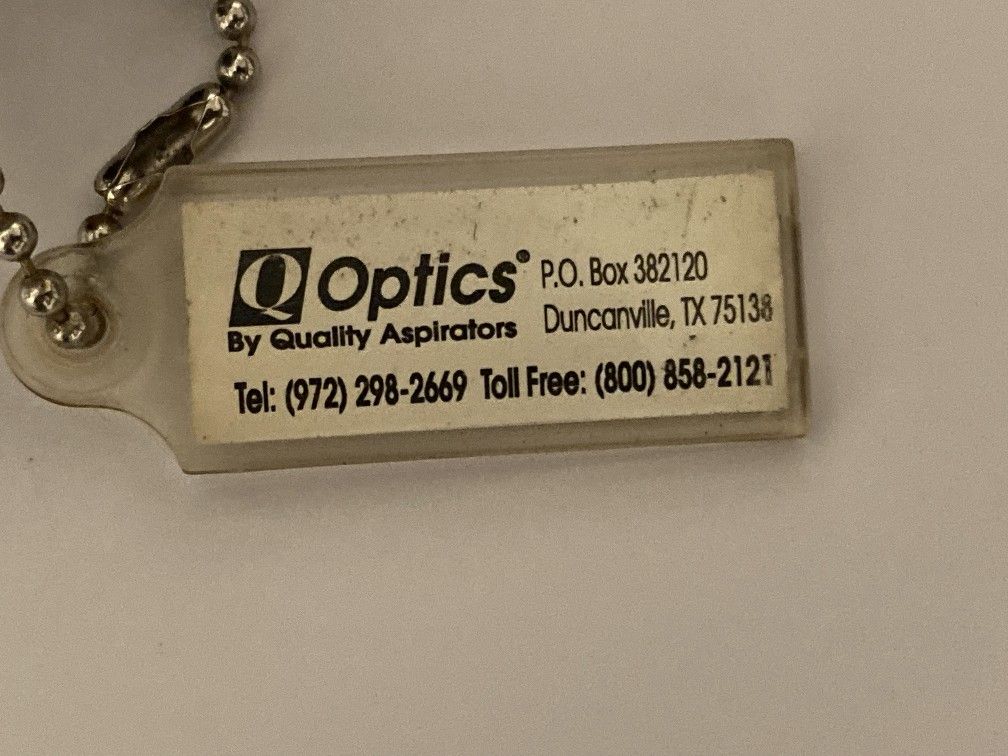 Q Optics® P.O. Box 382120
By Quality Aspirators Duncanville, TX 75138
Tel: (972) 298-2669 Toll Free: (800) 858-2121